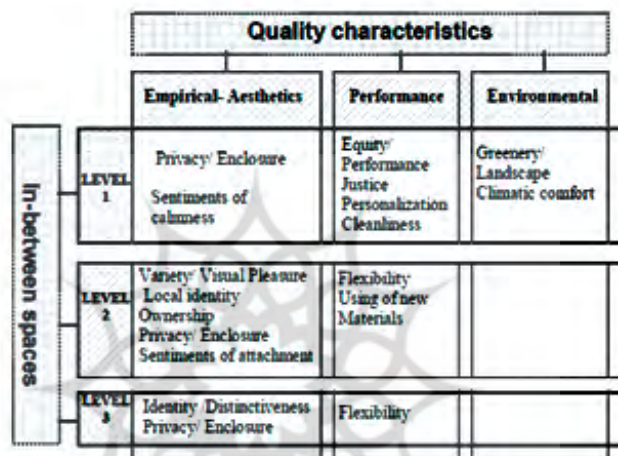 Quality characteristics
Empirical- Aesthetics
Performance
Environmental
In-between spaces
LEVEL
1
Privacy/ Enclosure
Sentiments of
calmness
Equity/
Performance
Justice
Personalization
Cleanliness
Greenery/
Landscape
Climatic comfort
LEVEL
2
Variety/ Visual Pleasure
Local identity
Ownership
Privacy/ Enclosure
Sentiments of attachment
Flexibility
Using of new
Materials
LEVEL
3
Identity /Distinctiveness
Privacy/ Enclosure
Flexibility